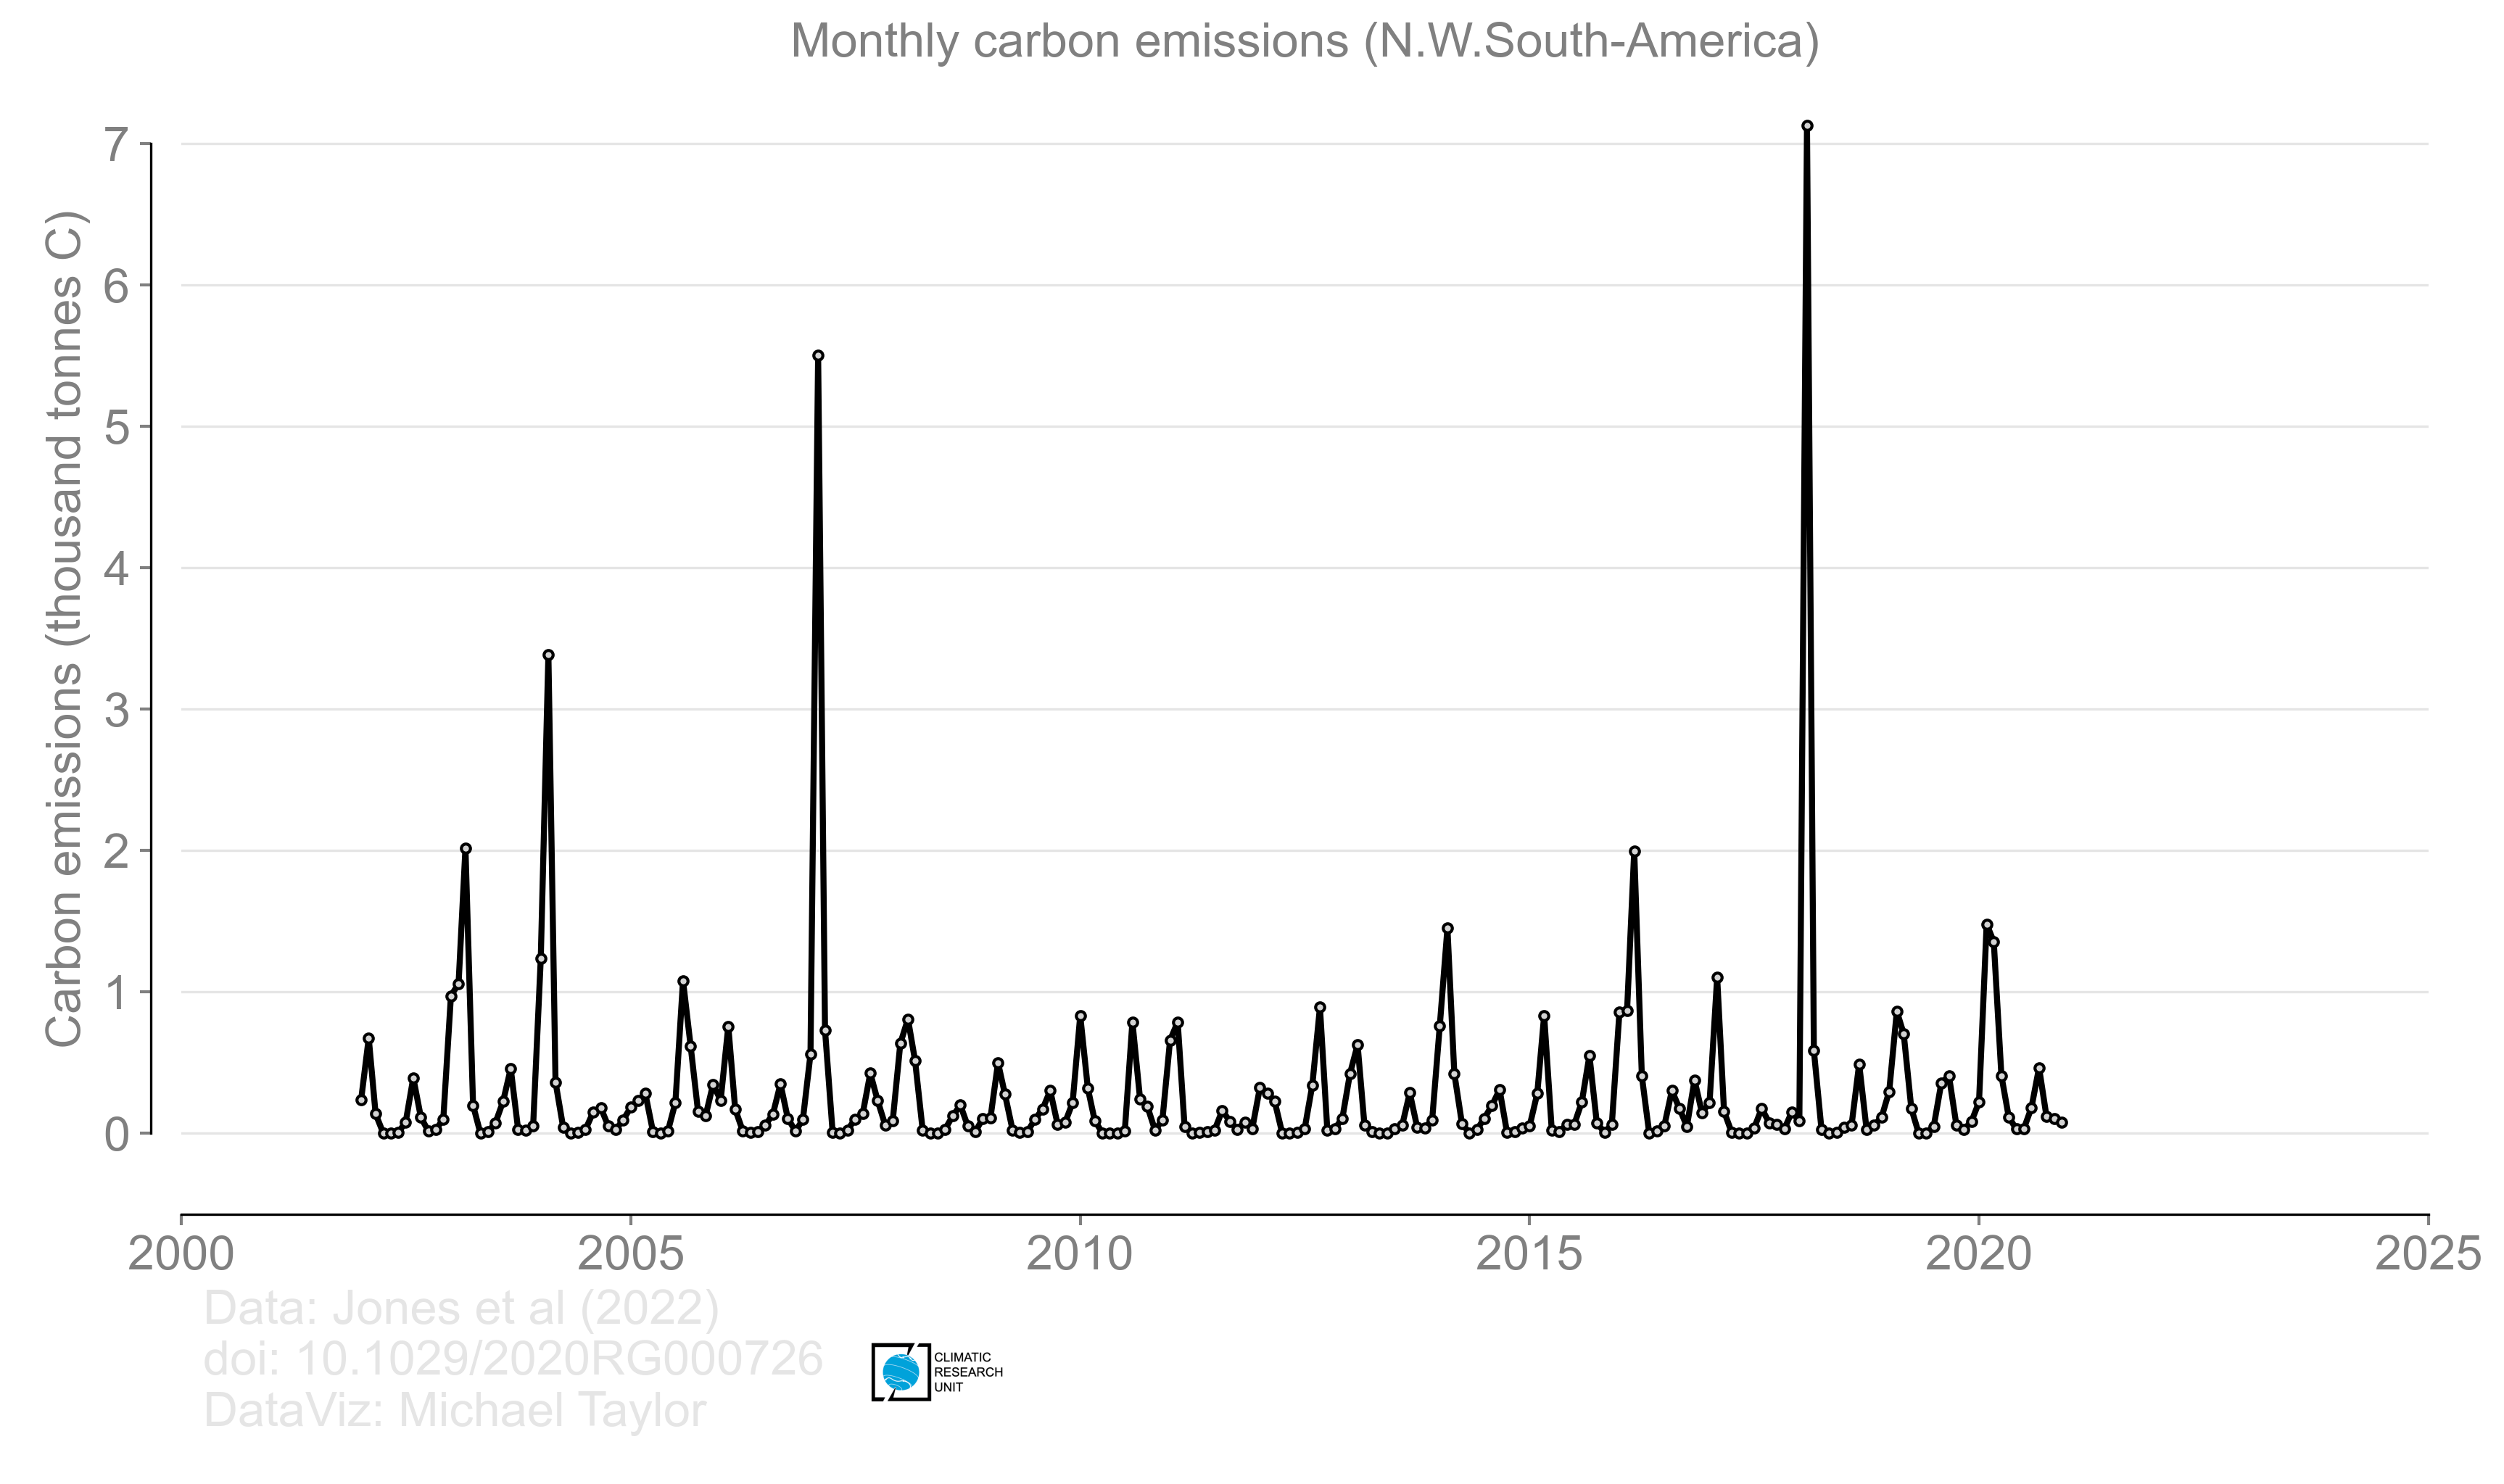 Monthly carbon emissions (N.W.South-America)
Carbon emissions (thousand tonnes C)
7
6
5
4
3
2
1
0
2000 2005 2010 2015 2020 2025
Data: Jones et al (2022)
doi: 10.1029/2020RG000726
DataViz: Michael Taylor
CLIMATIC
RESEARCH
UNIT